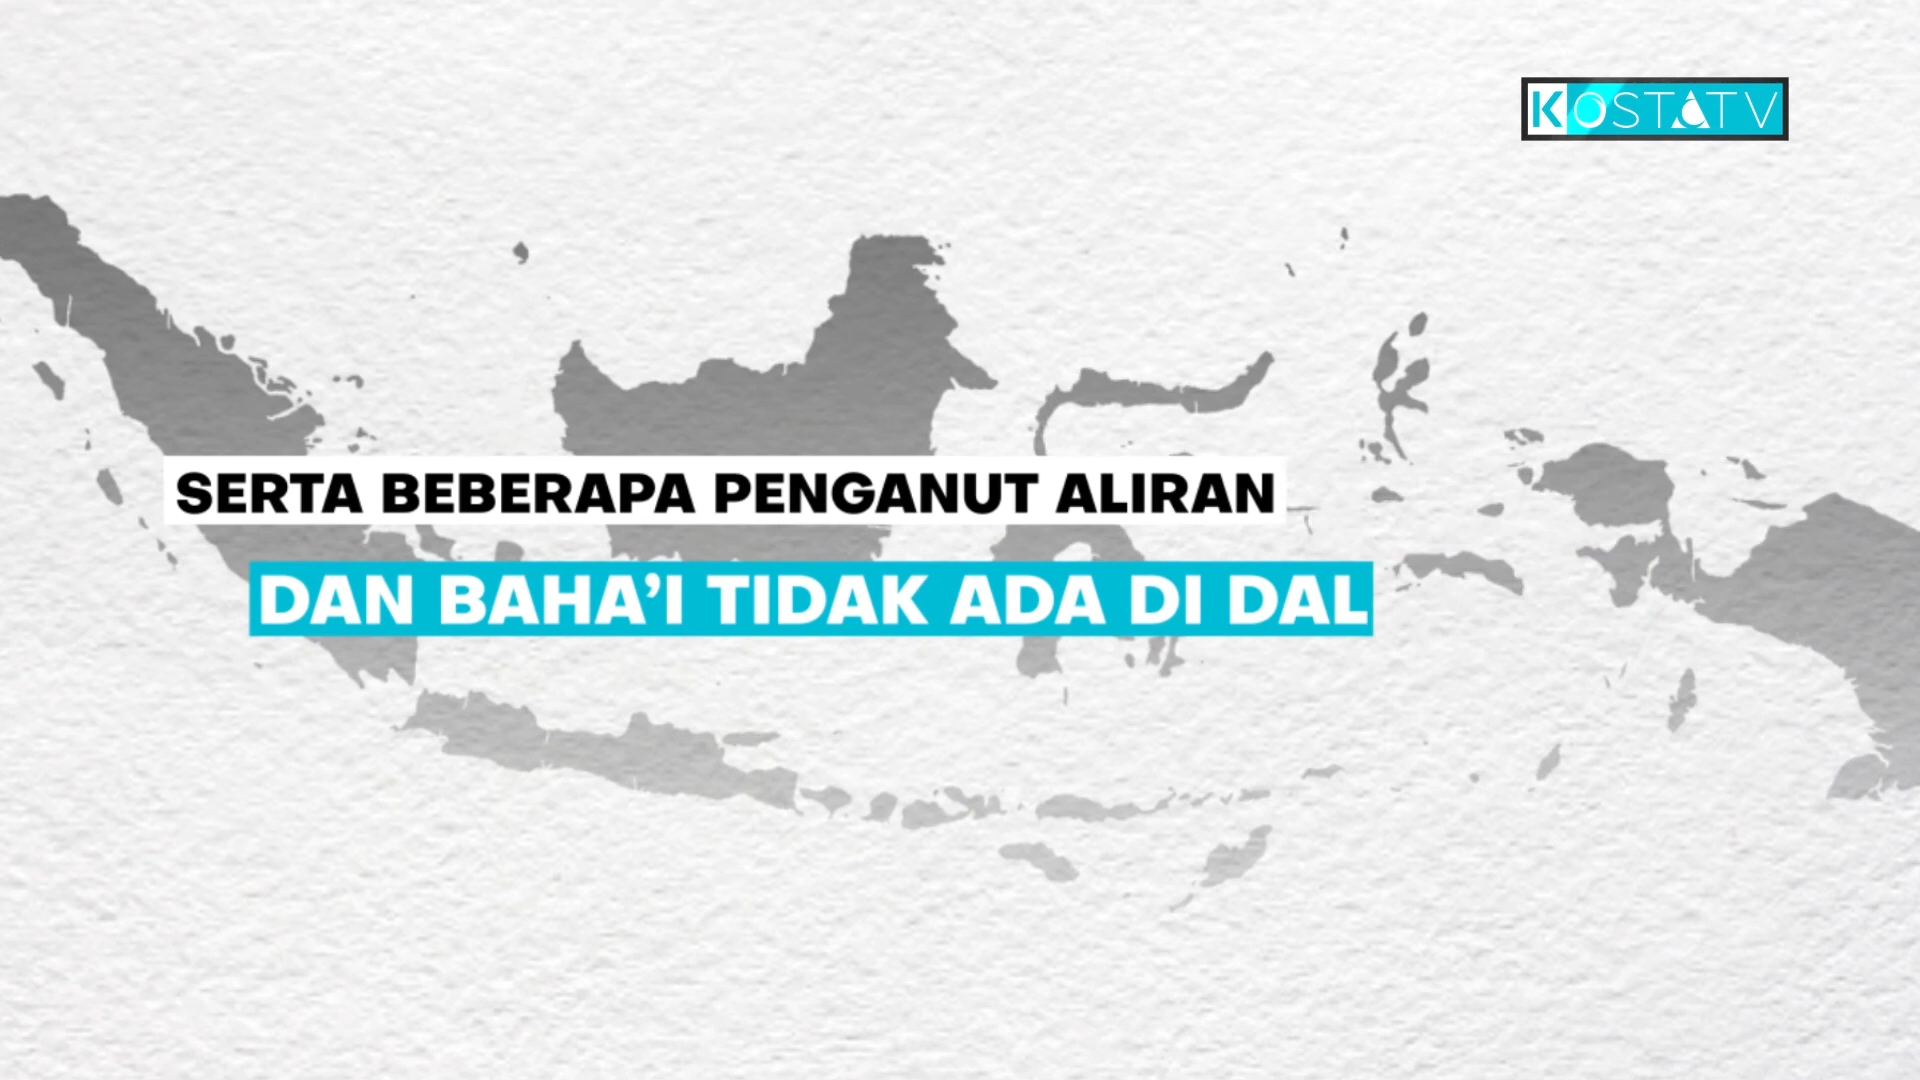 KOSTATV
SERTA BEBERAPA PENGANUT ALIRAN
DAN BAHA’I TIDAK ADA DI DAL